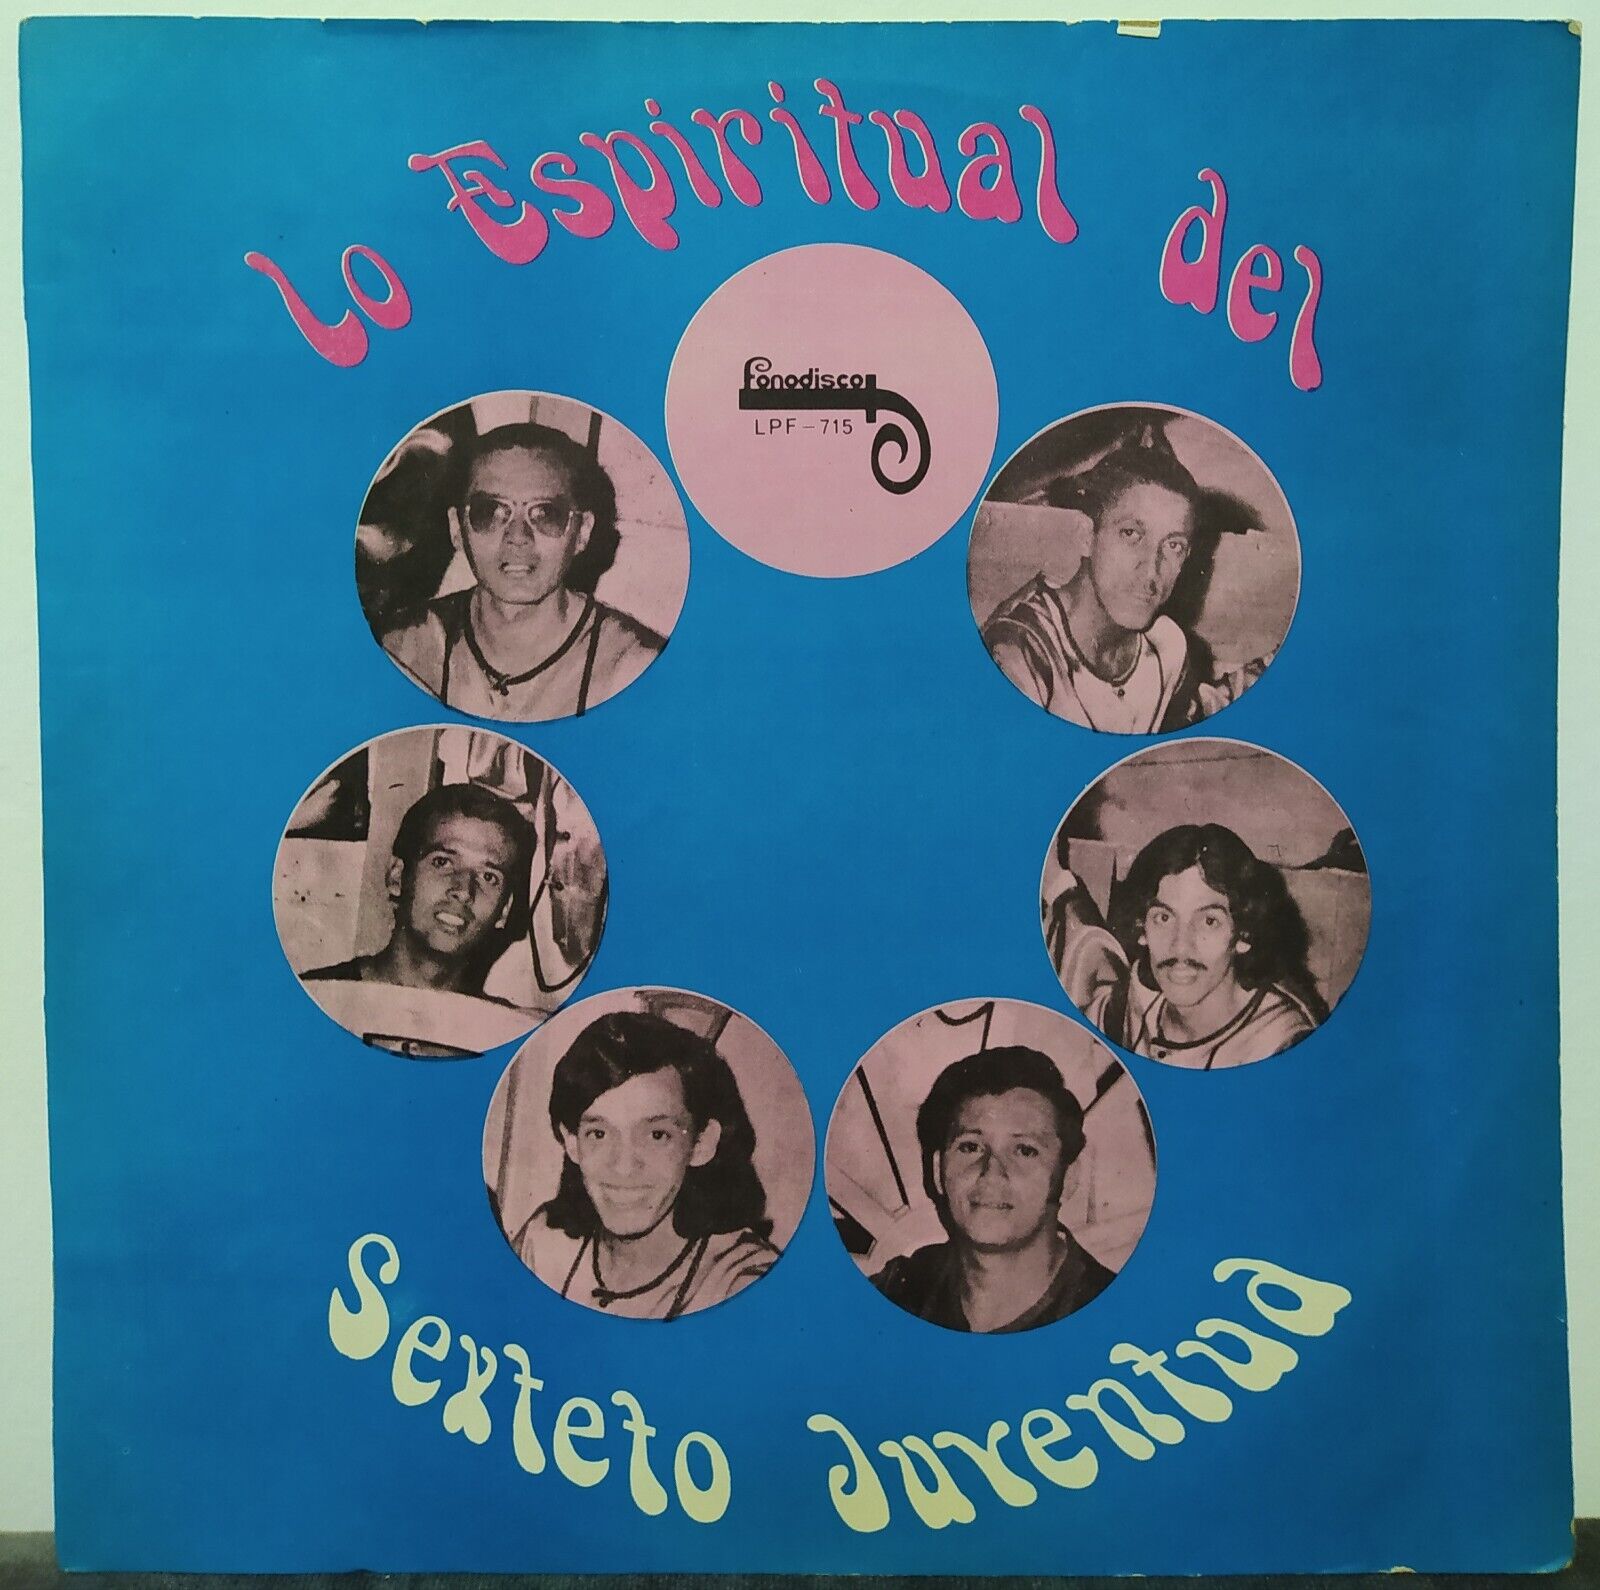 lo Espiritual del
fonodisco
LPF-715
Sexteto Juventud